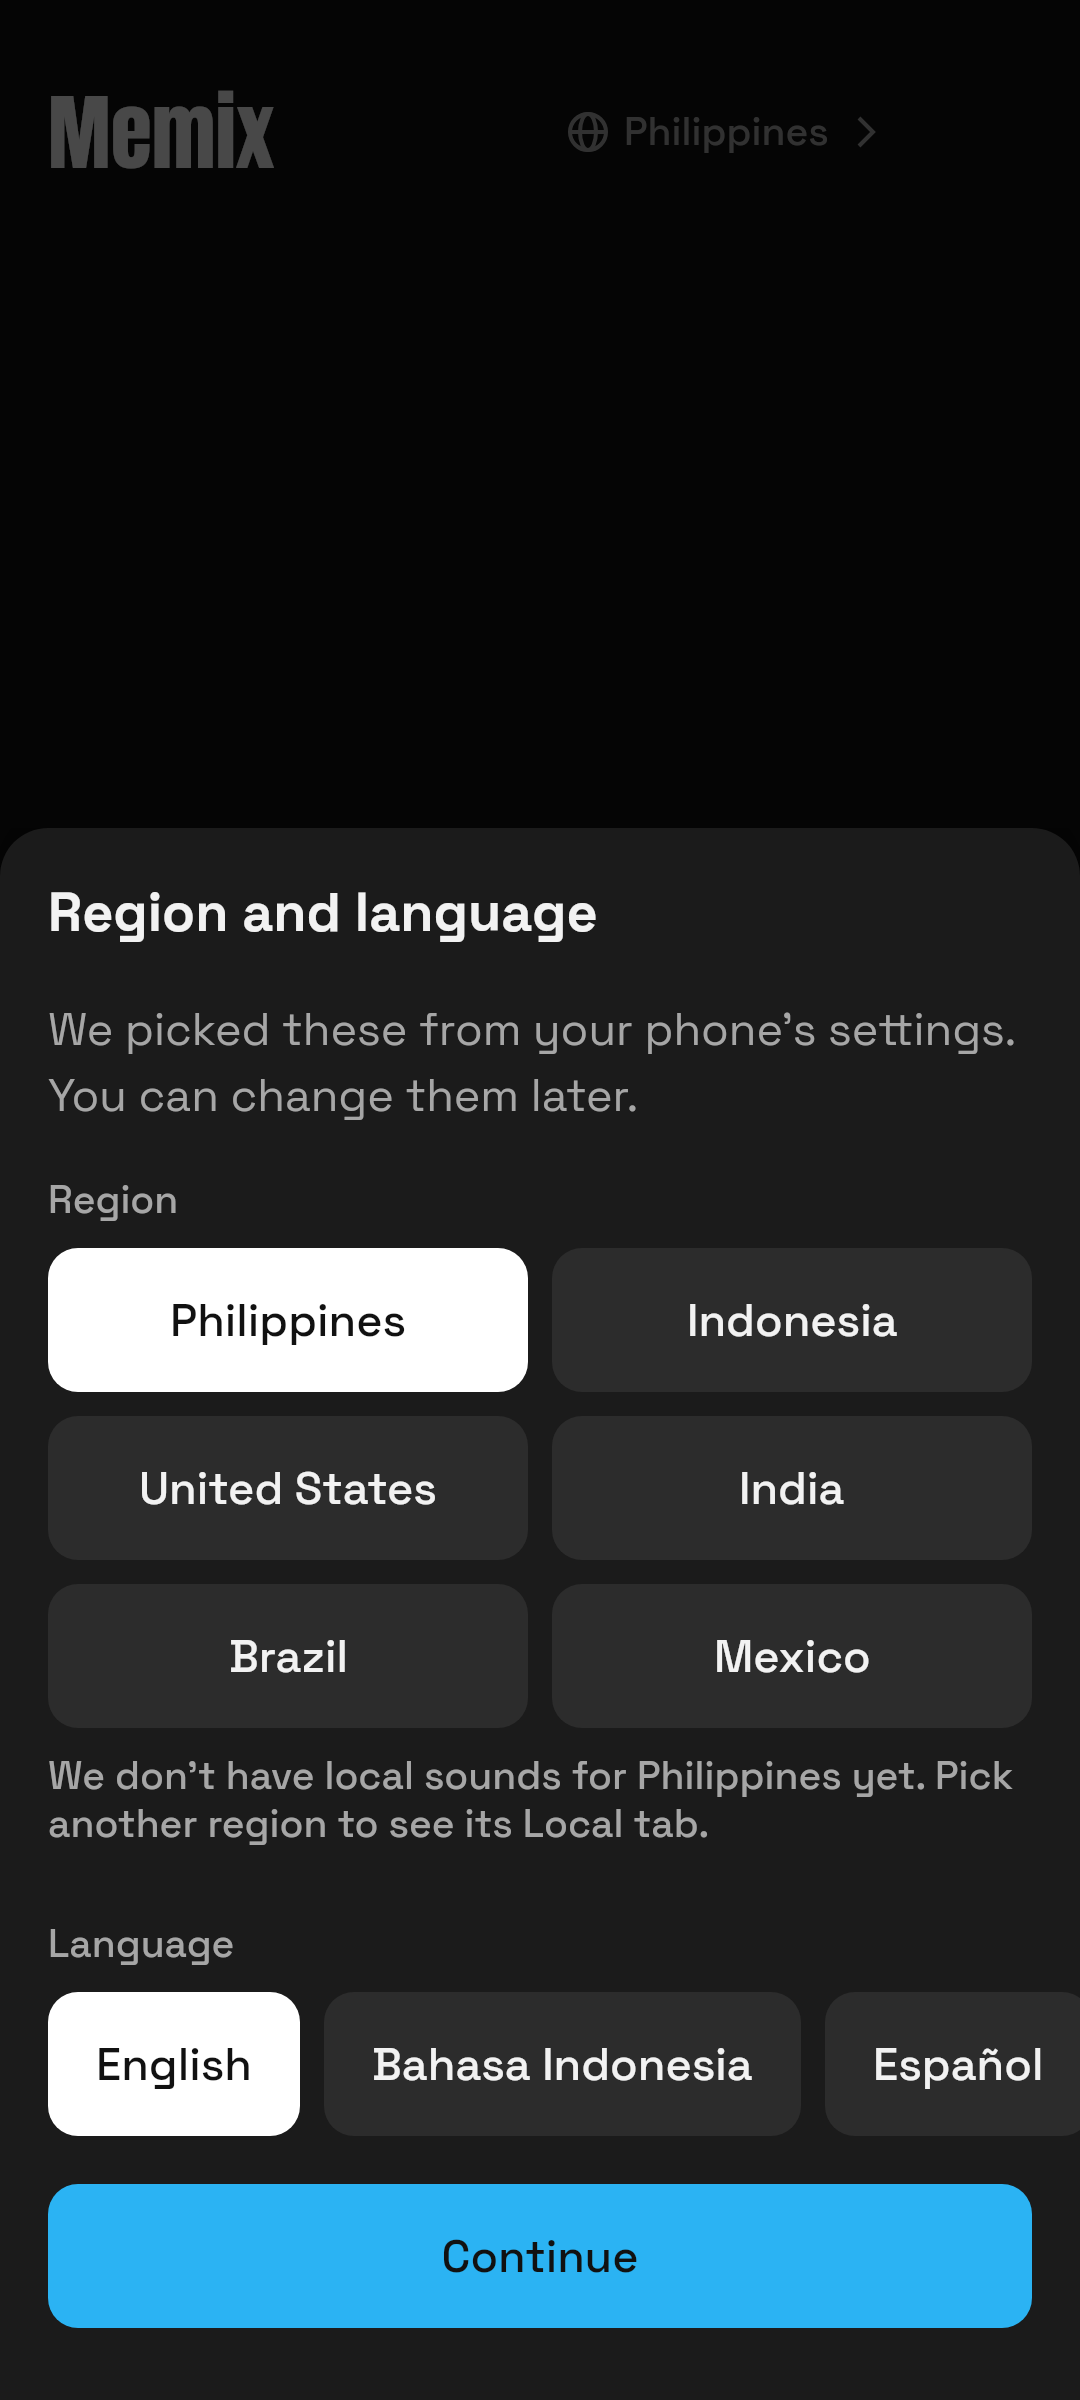 Memix
Philippines
Region and language
We picked these from your phone’s settings.
You can change them later.
Region
Philippines
Indonesia
United States
India
Brazil
Mexico
We don’t have local sounds for Philippines yet. Pick
another region to see its Local tab.
Language
English
Bahasa Indonesia
Español
Continue